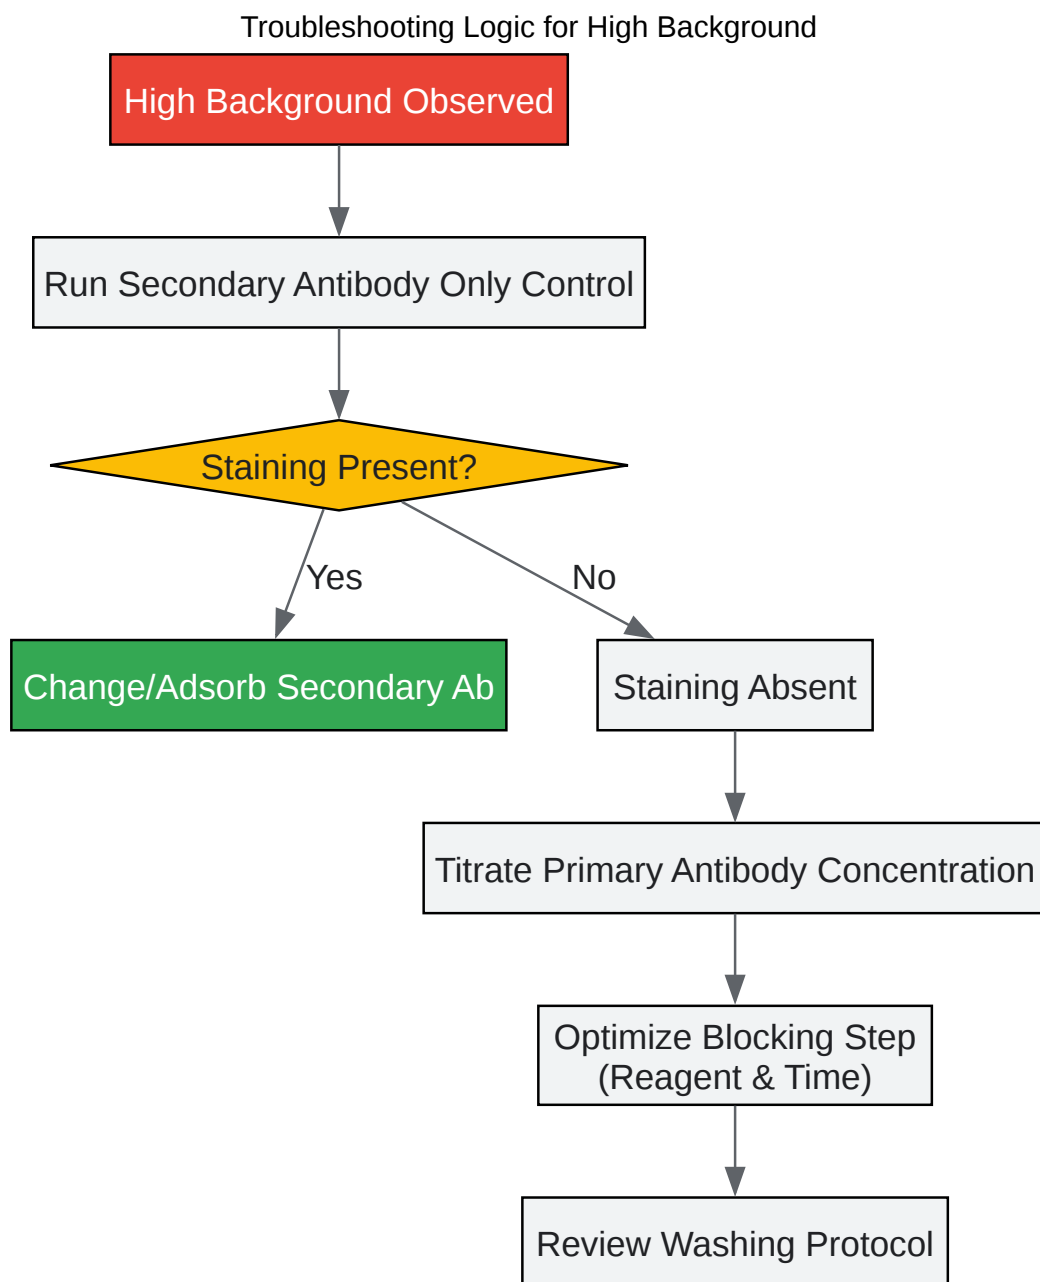 Troubleshooting Logic for High Background
High Background Observed
Run Secondary Antibody Only Control
Staining Present?
Yes
No
Change/Adsorb Secondary Ab
Staining Absent
Titrate Primary Antibody Concentration
Optimize Blocking Step
(Reagent & Time)
Review Washing Protocol